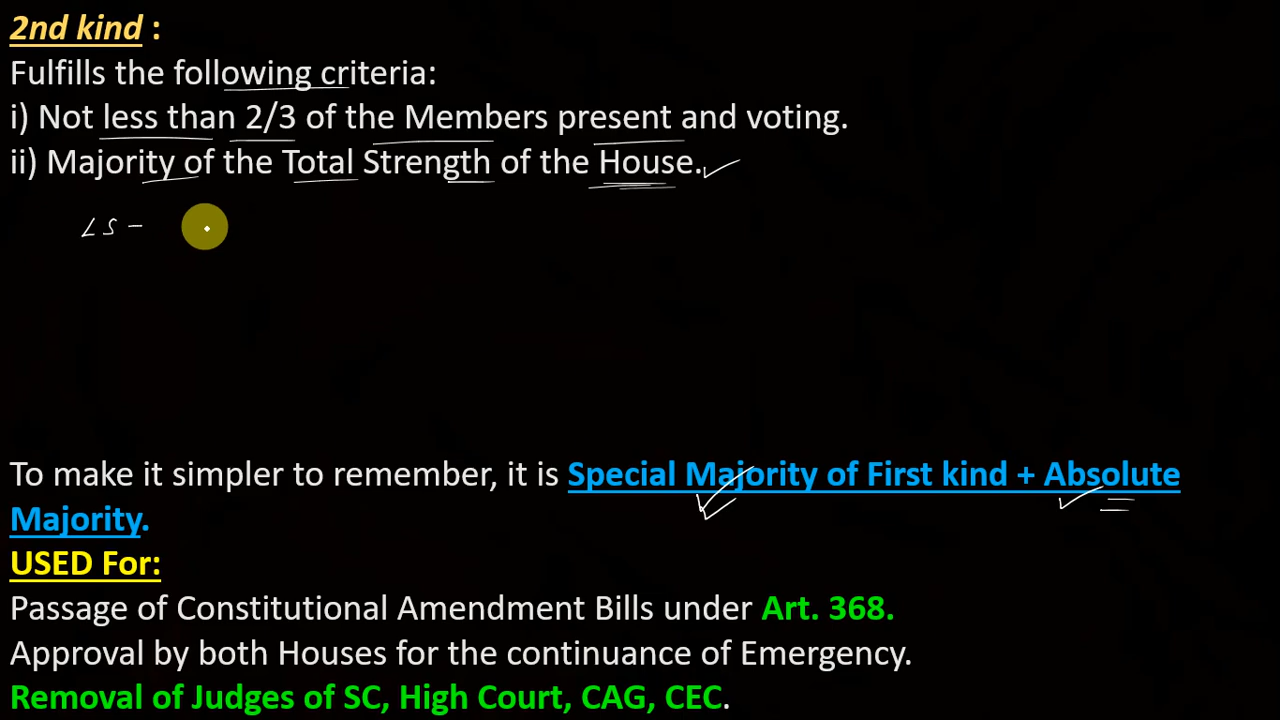 2nd kind :
Fulfills the following criteria:
i) Not less than 2/3 of the Members present and voting.
ii) Majority of the Total Strength of the House.
LS -
To make it simpler to remember, it is Special Majority of First kind + Absolute
Majority.
USED For:
Passage of Constitutional Amendment Bills under Art. 368.
Approval by both Houses for the continuance of Emergency.
Removal of Judges of SC, High Court, CAG, CEC.